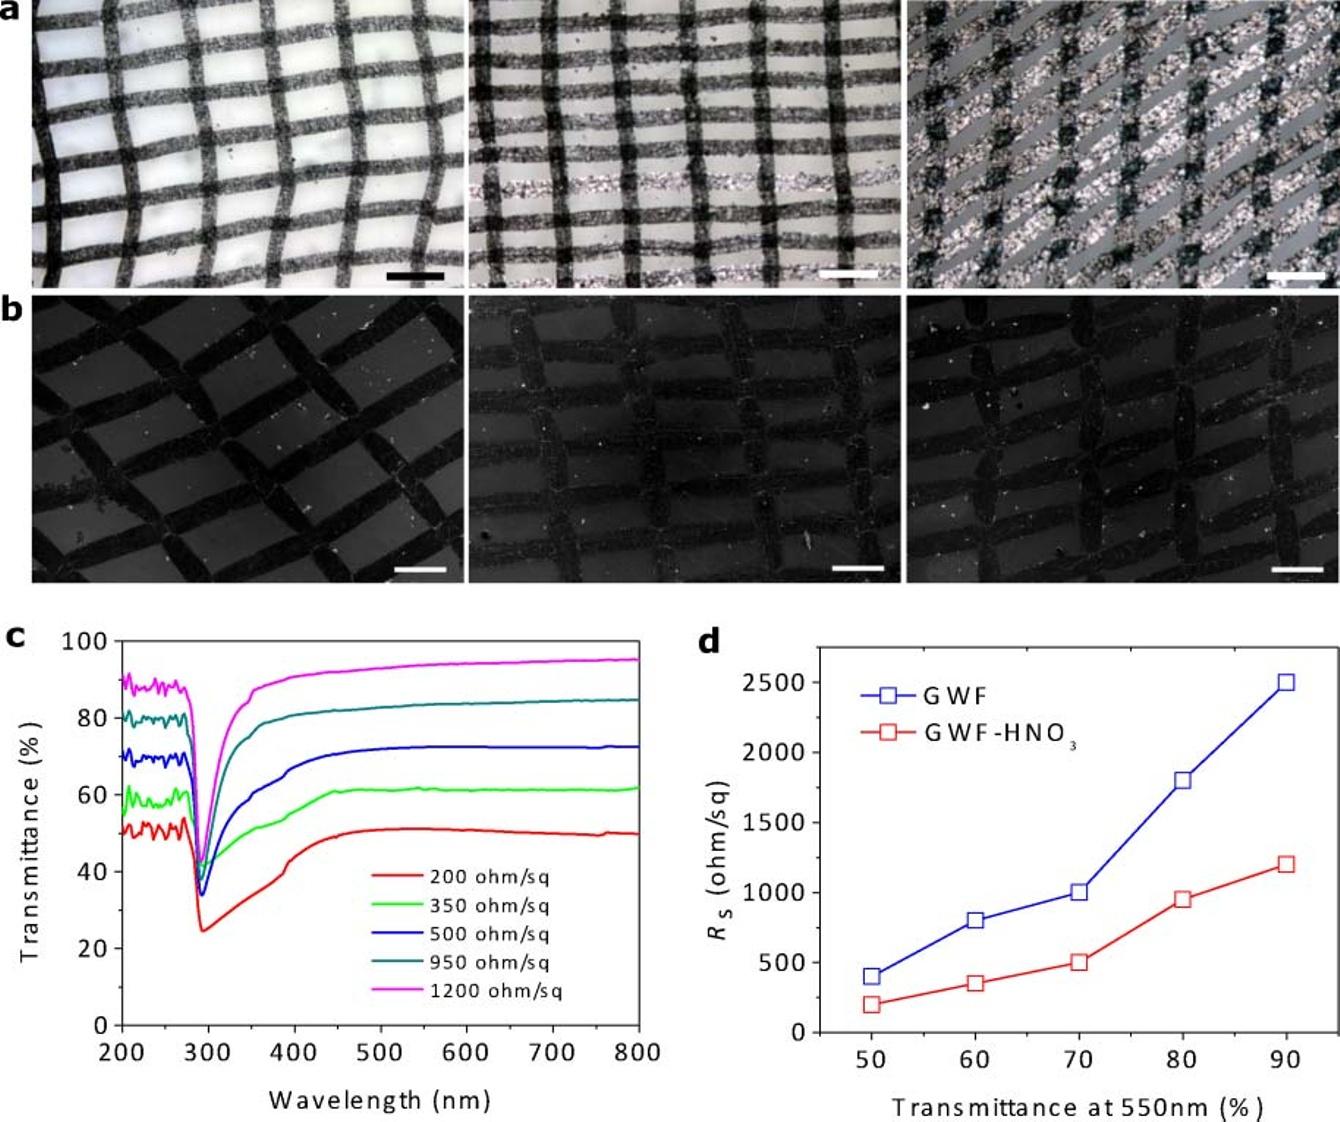 a
b
c
100
80
60
40
20
0
Transmittance (%)
200 ohm/sq
350 ohm/sq
500 ohm/sq
950 ohm/sq
1200 ohm/sq
200 300 400 500 600 700 800
Wavelength (nm)
d
2500
2000
1500
1000
500
0
Rs (ohm/sq)
GWF
GWF-HNO3
50 60 70 80 90
Transmittance at 550nm (%)